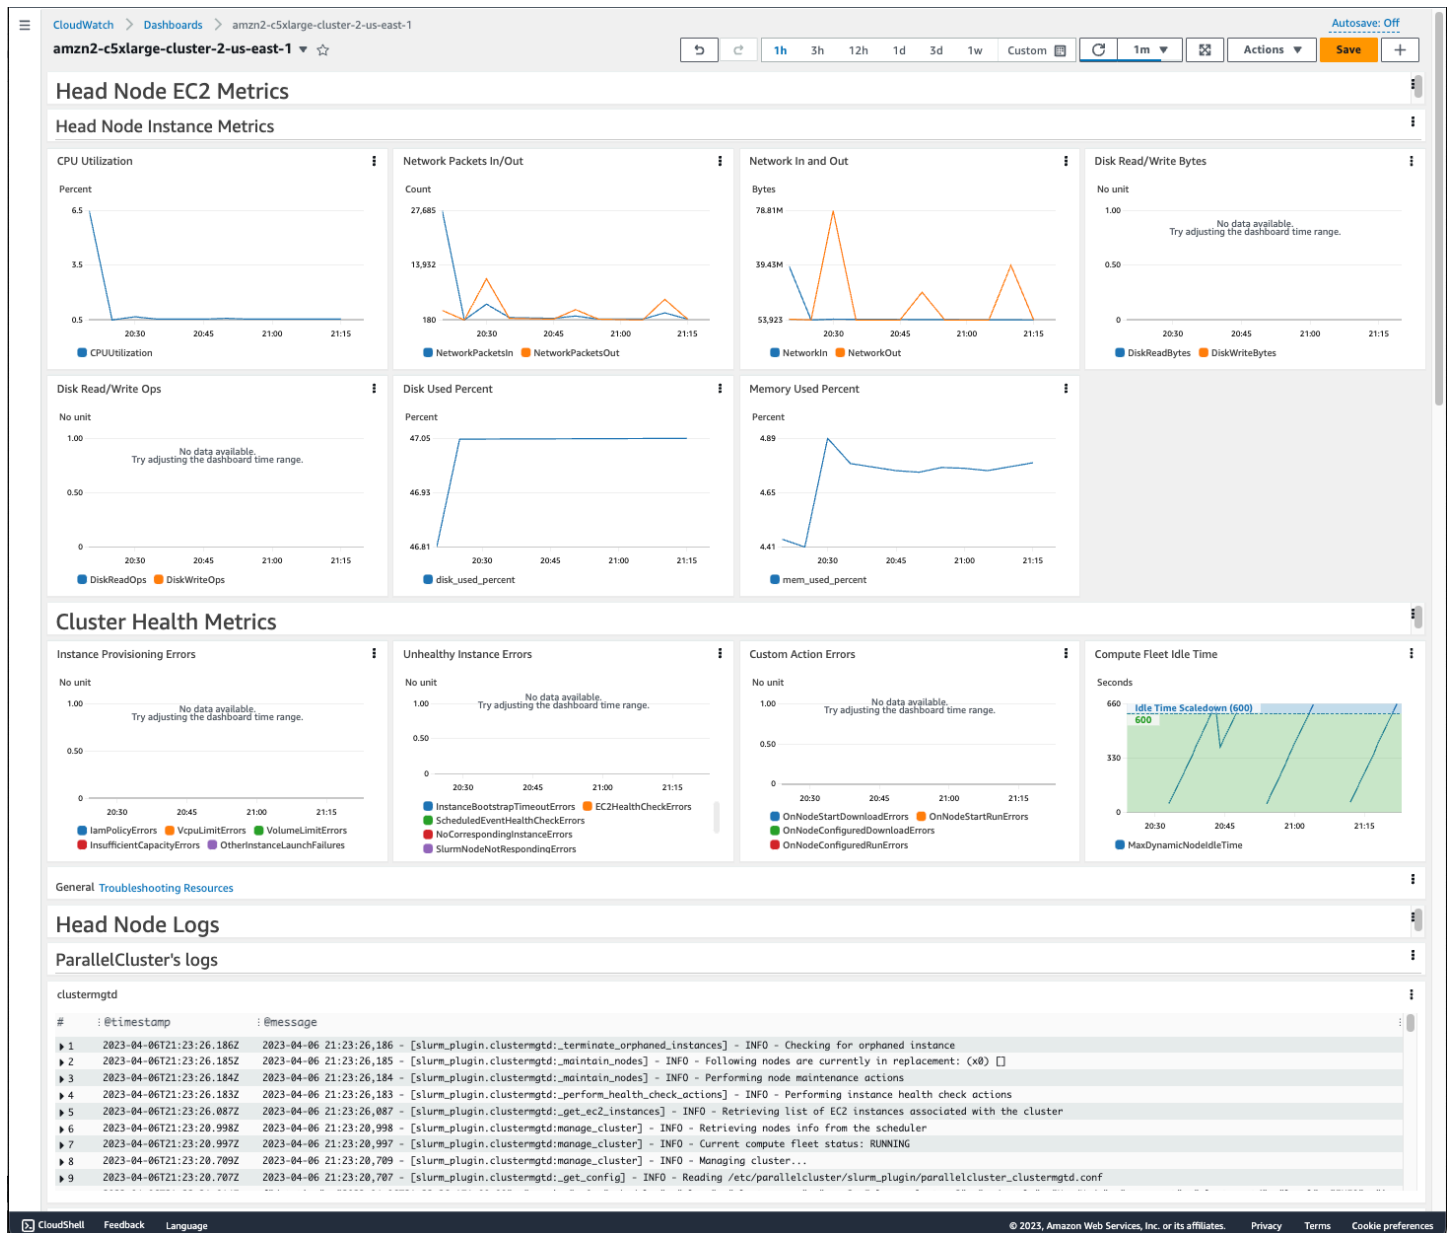 CloudWatch > Dashboards > amzn2-c5xlarge-cluster-2-us-east-1
Autosave: Off
amzn2-c5xlarge-cluster-2-us-east-1
1h 3h 12h 1d 3d 1w Custom 1m Actions Save
Head Node EC2 Metrics
Head Node Instance Metrics
CPU Utilization
Percent
6.5
3.5
0.5
20:30 20:45 21:00 21:15
CPUUtilization
Network Packets In/Out
Count
27,685
13,932
180
20:30 20:45 21:00 21:15
NetworkPacketsIn NetworkPacketsOut
Network In and Out
Bytes
78.81M
39.43M
53,923
20:30 20:45 21:00 21:15
NetworkIn NetworkOut
Disk Read/Write Bytes
No unit
1.00
No data available.
Try adjusting the dashboard time range.
0.50
0
20:30 20:45 21:00 21:15
DiskReadBytes DiskWriteBytes
Disk Read/Write Ops
No unit
1.00
No data available.
Try adjusting the dashboard time range.
0.50
0
20:30 20:45 21:00 21:15
DiskReadOps DiskWriteOps
Disk Used Percent
Percent
47.05
46.93
46.81
20:30 20:45 21:00 21:15
disk_used_percent
Memory Used Percent
Percent
4.89
4.65
4.41
20:30 20:45 21:00 21:15
mem_used_percent
Cluster Health Metrics
Instance Provisioning Errors
No unit
1.00
No data available.
Try adjusting the dashboard time range.
0.50
0
20:30 20:45 21:00 21:15
IamPolicyErrors VcpuLimitErrors VolumeLimitErrors
InsufficientCapacityErrors OtherInstanceLaunchFailures
Unhealthy Instance Errors
No unit
No data available.
1.00
Try adjusting the dashboard time range.
0.50
0
20:30 20:45 21:00 21:15
InstanceBootstrapTimeoutErrors EC2HealthCheckErrors
ScheduledEventHealthCheckErrors
NoCorrespondingInstanceErrors
SlurmNodeNotRespondingErrors
Custom Action Errors
No unit
1.00
No data available.
Try adjusting the dashboard time range.
0.50
0
20:30 20:45 21:00 21:15
OnNodeStartDownloadErrors OnNodeStartRunErrors
OnNodeConfiguredDownloadErrors
OnNodeConfiguredRunErrors
Compute Fleet Idle Time
Seconds
660
Idle Time Scaledown (600)
600
330
0
20:30 20:45 21:00 21:15
MaxDynamicNodeIdleTime
General Troubleshooting Resources
Head Node Logs
ParallelCluster's logs
clustermgtd
# @timestamp @message
1 2023-04-06T21:23:26.186Z 2023-04-06 21:23:26,186 - [slurm_plugin.clustermgtd:_terminate_orphaned_instances] - INFO - Checking for orphaned instance
2 2023-04-06T21:23:26.185Z 2023-04-06 21:23:26,185 - [slurm_plugin.clustermgtd:_maintain_nodes] - INFO - Following nodes are currently in replacement: (x0) []
3 2023-04-06T21:23:26.184Z 2023-04-06 21:23:26,184 - [slurm_plugin.clustermgtd:_maintain_nodes] - INFO - Performing node maintenance actions
4 2023-04-06T21:23:26.183Z 2023-04-06 21:23:26,183 - [slurm_plugin.clustermgtd:_perform_health_check_actions] - INFO - Performing instance health check actions
5 2023-04-06T21:23:26.087Z 2023-04-06 21:23:26,087 - [slurm_plugin.clustermgtd:_get_ec2_instances] - INFO - Retrieving list of EC2 instances associated with the cluster
6 2023-04-06T21:23:20.998Z 2023-04-06 21:23:20,998 - [slurm_plugin.clustermgtd:manage_cluster] - INFO - Retrieving nodes info from the scheduler
7 2023-04-06T21:23:20.997Z 2023-04-06 21:23:20,997 - [slurm_plugin.clustermgtd:manage_cluster] - INFO - Current compute fleet status: RUNNING
8 2023-04-06T21:23:20.709Z 2023-04-06 21:23:20,709 - [slurm_plugin.clustermgtd:manage_cluster] - INFO - Managing cluster...
9 2023-04-06T21:23:20.707Z 2023-04-06 21:23:20,707 - [slurm_plugin.clustermgtd:_get_config] - INFO - Reading /etc/parallelcluster/slurm_plugin/parallelcluster_clustermgtd.conf
CloudShell Feedback Language © 2023, Amazon Web Services, Inc. or its affiliates. Privacy Terms Cookie preferences